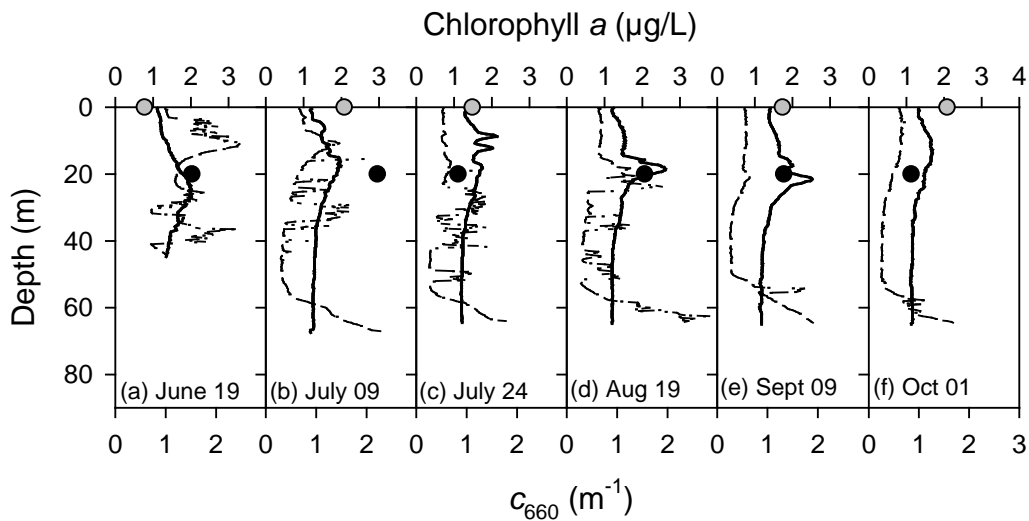 Chlorophyll a (µg/L)
0 1 2 3 0 1 2 3 0 1 2 3 0 1 2 3 0 1 2 3 0 1 2 3 4
Depth (m)
0
20
40
60
80
(a) June 19 (b) July 09 (c) July 24 (d) Aug 19 (e) Sept 09 (f) Oct 01
0 1 2 0 1 2 0 1 2 0 1 2 0 1 2 0 1 2 3
c660 (m-1)